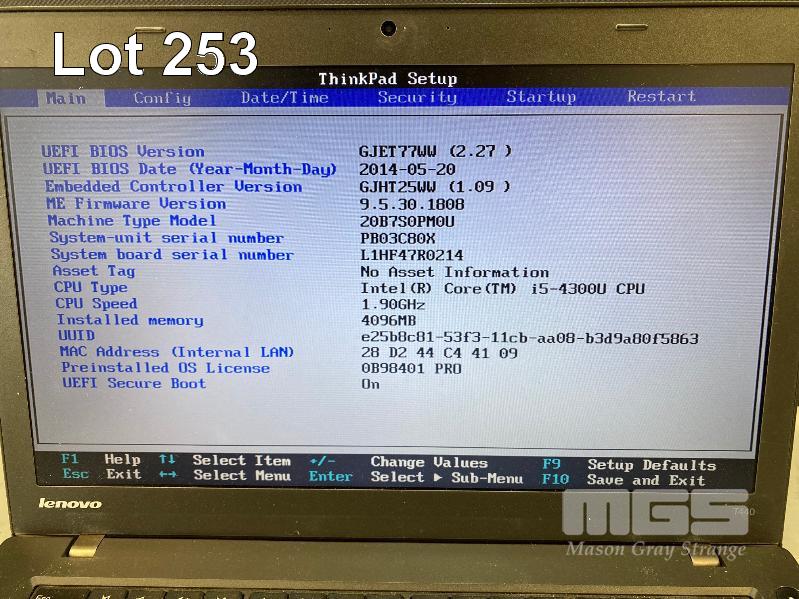 Lot 253
ThinkPad Setup
Main Config Date/Time Security Startup Restart
UEFI BIOS Version GJET77WW (2.27 )
UEFI BIOS Date (Year-Month-Day) 2014-05-20
Embedded Controller Version GJHT25WW (1.09 )
ME Firmware Version 9.5.30.1808
Machine Type Model 20B7S0PM0U
System-unit serial number PB03C80X
System board serial number L1HF47R0214
Asset Tag No Asset Information
CPU Type Intel(R) Core(TM) i5-4300U CPU
CPU Speed 1.90GHz
Installed memory 4096MB
UUID e25b8c81-53f3-11cb-aa08-b3d9a80f5863
MAC Address (Internal LAN) 28 D2 44 C4 41 09
Preinstalled OS License 0B98401 PRO
UEFI Secure Boot On
F1 Help ↑↓ Select Item +/- Change Values F9 Setup Defaults
Esc Exit ←→ Select Menu Enter Select ▶ Sub-Menu F10 Save and Exit
lenovo
MGS
T440
Mason Gray Strange